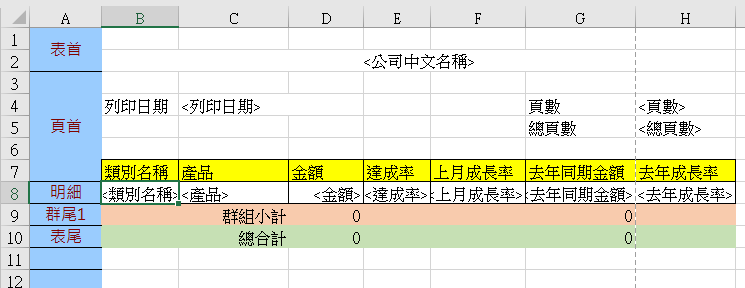 A B C D E F G H
1 表首
2 <公司中文名稱>
3
4 頁首 列印日期 <列印日期> 頁數 <頁數>
5 總頁數 <總頁數>
6
7 類別名稱 產品 金額 達成率 上月成長率 去年同期金額 去年成長率
8 明細 <類別名稱> <產品> <金額> <達成率> <上月成長率> <去年同期金額> <去年成長率>
9 群尾1 群組小計 0 0
10 表尾 總合計 0 0
11
12